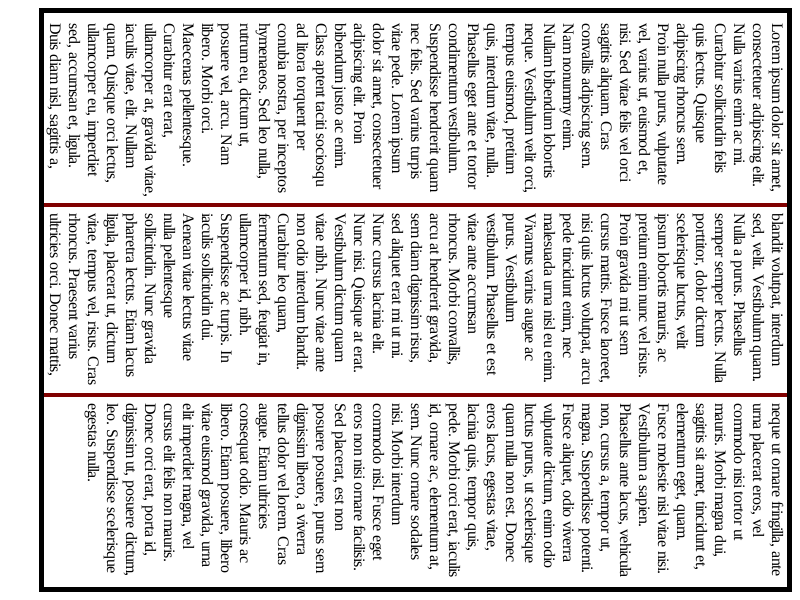 Lorem ipsum dolor sit amet,
consectetuer adipiscing elit.
Nulla varius enim ac mi.
Curabitur sollicitudin felis
quis lectus. Quisque
adipiscing rhoncus sem.
Proin nulla purus, vulputate
vel, varius ut, euismod et,
nisi. Sed vitae felis vel orci
sagittis aliquam. Cras
convallis adipiscing sem.
Nam nonummy enim.
Nullam bibendum lobortis
neque. Vestibulum velit orci,
tempus euismod, pretium
quis, interdum vitae, nulla.
Phasellus eget ante et tortor
condimentum vestibulum.
Suspendisse hendrerit quam
nec felis. Sed varius turpis
vitae pede. Lorem ipsum
dolor sit amet, consectetuer
adipiscing elit. Proin
bibendum justo ac enim.
Class aptent taciti sociosqu
ad litora torquent per
conubia nostra, per inceptos
hymenaeos. Sed leo nulla,
rutrum eu, dictum ut,
posuere vel, arcu. Nam
libero. Morbi orci.
Maecenas pellentesque.
Curabitur erat erat,
ullamcorper at, gravida vitae,
iaculis vitae, elit. Nullam
quam. Quisque orci lectus,
ullamcorper eu, imperdiet
sed, accumsan et, ligula.
Duis diam nisl, sagittis a,
blandit volutpat, interdum
sed, velit. Vestibulum quam.
Nulla a purus. Phasellus
semper semper lectus. Nulla
porttitor, dolor dictum
scelerisque luctus, velit
ipsum lobortis mauris, ac
pretium enim nunc vel risus.
Proin gravida mi ut sem
cursus mattis. Fusce laoreet,
nisi quis luctus volutpat, arcu
pede tincidunt enim, nec
malesuada urna nisl eu enim.
Vivamus varius augue ac
purus. Vestibulum
vestibulum. Phasellus et est
vitae ante accumsan
rhoncus. Morbi convallis,
arcu at hendrerit gravida,
sem diam dignissim risus,
sed aliquet erat mi ut mi.
Nunc cursus lacinia elit.
Nunc nisi. Quisque at erat.
Vestibulum dictum quam
vitae nibh. Nunc vitae ante
non odio interdum blandit.
Curabitur leo quam,
fermentum sed, feugiat in,
ullamcorper id, nibh.
Suspendisse ac turpis. In
iaculis sollicitudin dui.
Aenean vitae lectus vitae
nulla pellentesque
sollicitudin. Nunc gravida
pharetra lectus. Etiam lacus
ligula, placerat ut, dictum
vitae, tempus vel, risus. Cras
rhoncus. Praesent varius
ultricies orci. Donec mattis,
neque ut ornare fringilla, ante
urna placerat eros, vel
commodo nisi tortor ut
mauris. Morbi magna dui,
sagittis sit amet, tincidunt et,
elementum eget, quam.
Fusce molestie nisl vitae nisi.
Vestibulum a sapien.
Phasellus ante lacus, vehicula
non, cursus a, tempor ut,
magna. Suspendisse potenti.
Fusce aliquet, odio viverra
vulputate dictum, enim odio
luctus purus, ut scelerisque
quam nulla non est. Donec
eros lacus, egestas vitae,
lacinia quis, tempor quis,
pede. Morbi orci erat, iaculis
id, ornare ac, elementum at,
sem. Nunc ornare sodales
nisi. Morbi interdum
commodo nisl. Fusce eget
eros non nisi ornare facilisis.
Sed placerat, est non
posuere posuere, purus sem
dignissim libero, a viverra
tellus dolor vel lorem. Cras
augue. Etiam ultricies
consequat odio. Mauris ac
libero. Etiam posuere, libero
vitae euismod gravida, urna
elit imperdiet magna, vel
cursus elit felis non mauris.
Donec orci erat, porta id,
dignissim ut, posuere dictum,
leo. Suspendisse scelerisque
egestas nulla.